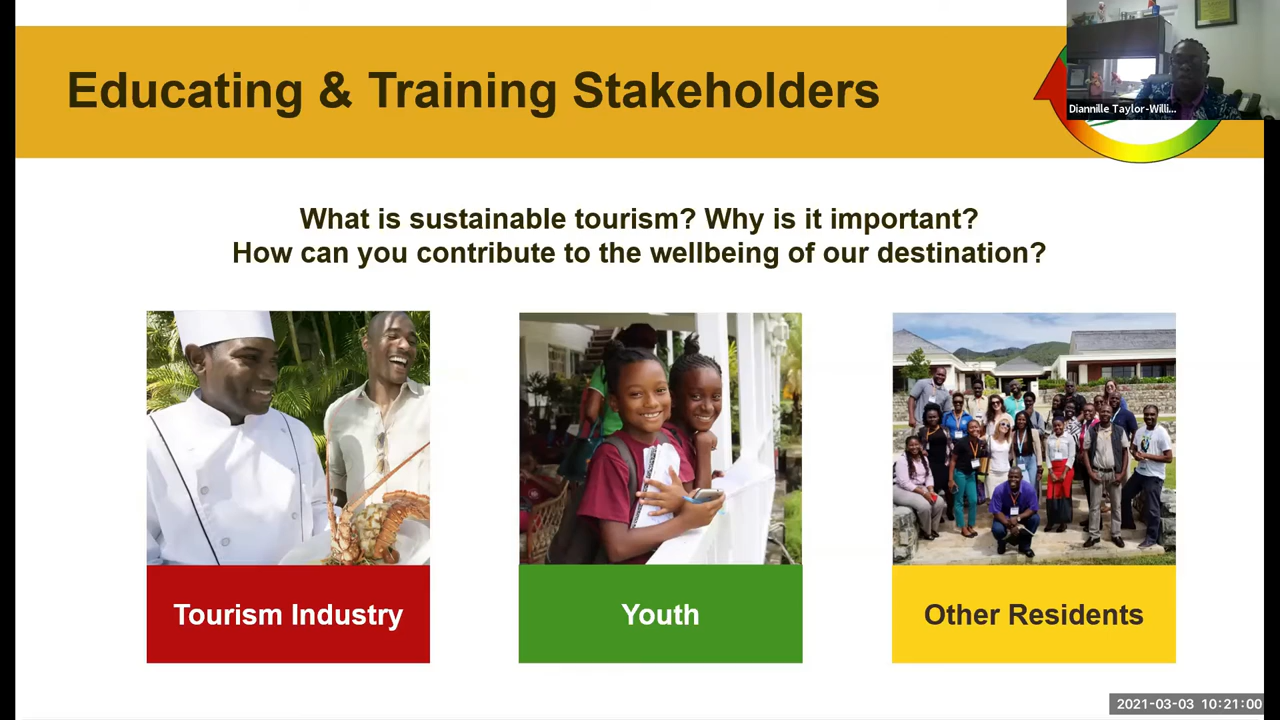 Educating & Training Stakeholders
Diannille Taylor-Willi...
What is sustainable tourism? Why is it important?
How can you contribute to the wellbeing of our destination?
Tourism Industry
Youth
Other Residents
2021-03-03 10:21:00